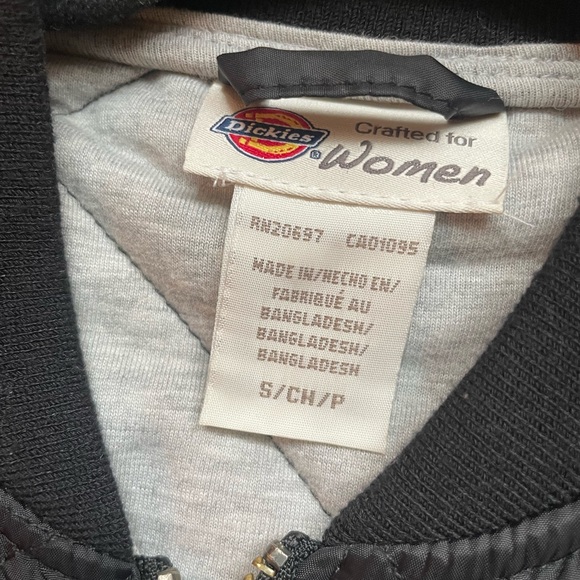 Dickies
Crafted for
Women
RN20697 CA01095
MADE IN/HECHO EN/
FABRIQUÉ AU
BANGLADESH/
BANGLADESH/
BANGLADESH
S/CH/P